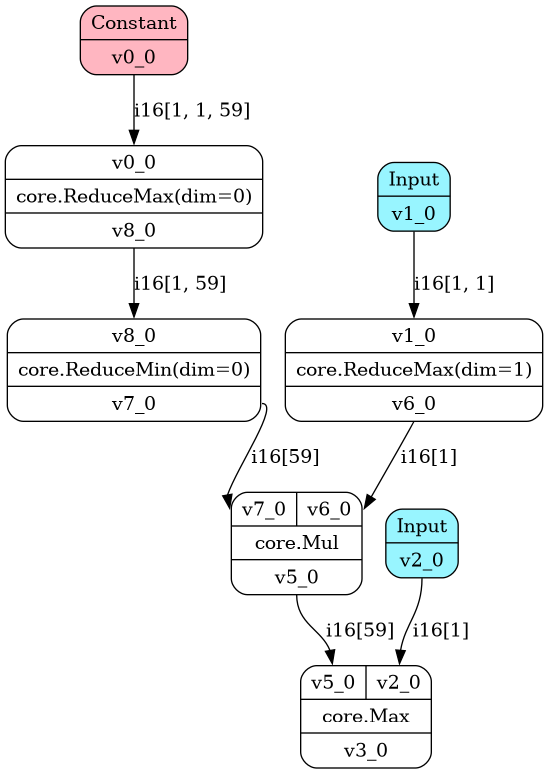 Constant
v0_0
i16[1, 1, 59]
v0_0
core.ReduceMax(dim=0)
v8_0
Input
v1_0
i16[1, 59]
i16[1, 1]
v8_0
core.ReduceMin(dim=0)
v7_0
v1_0
core.ReduceMax(dim=1)
v6_0
i16[59]
i16[1]
v7_0 v6_0
core.Mul
v5_0
Input
v2_0
i16[59]
i16[1]
v5_0 v2_0
core.Max
v3_0